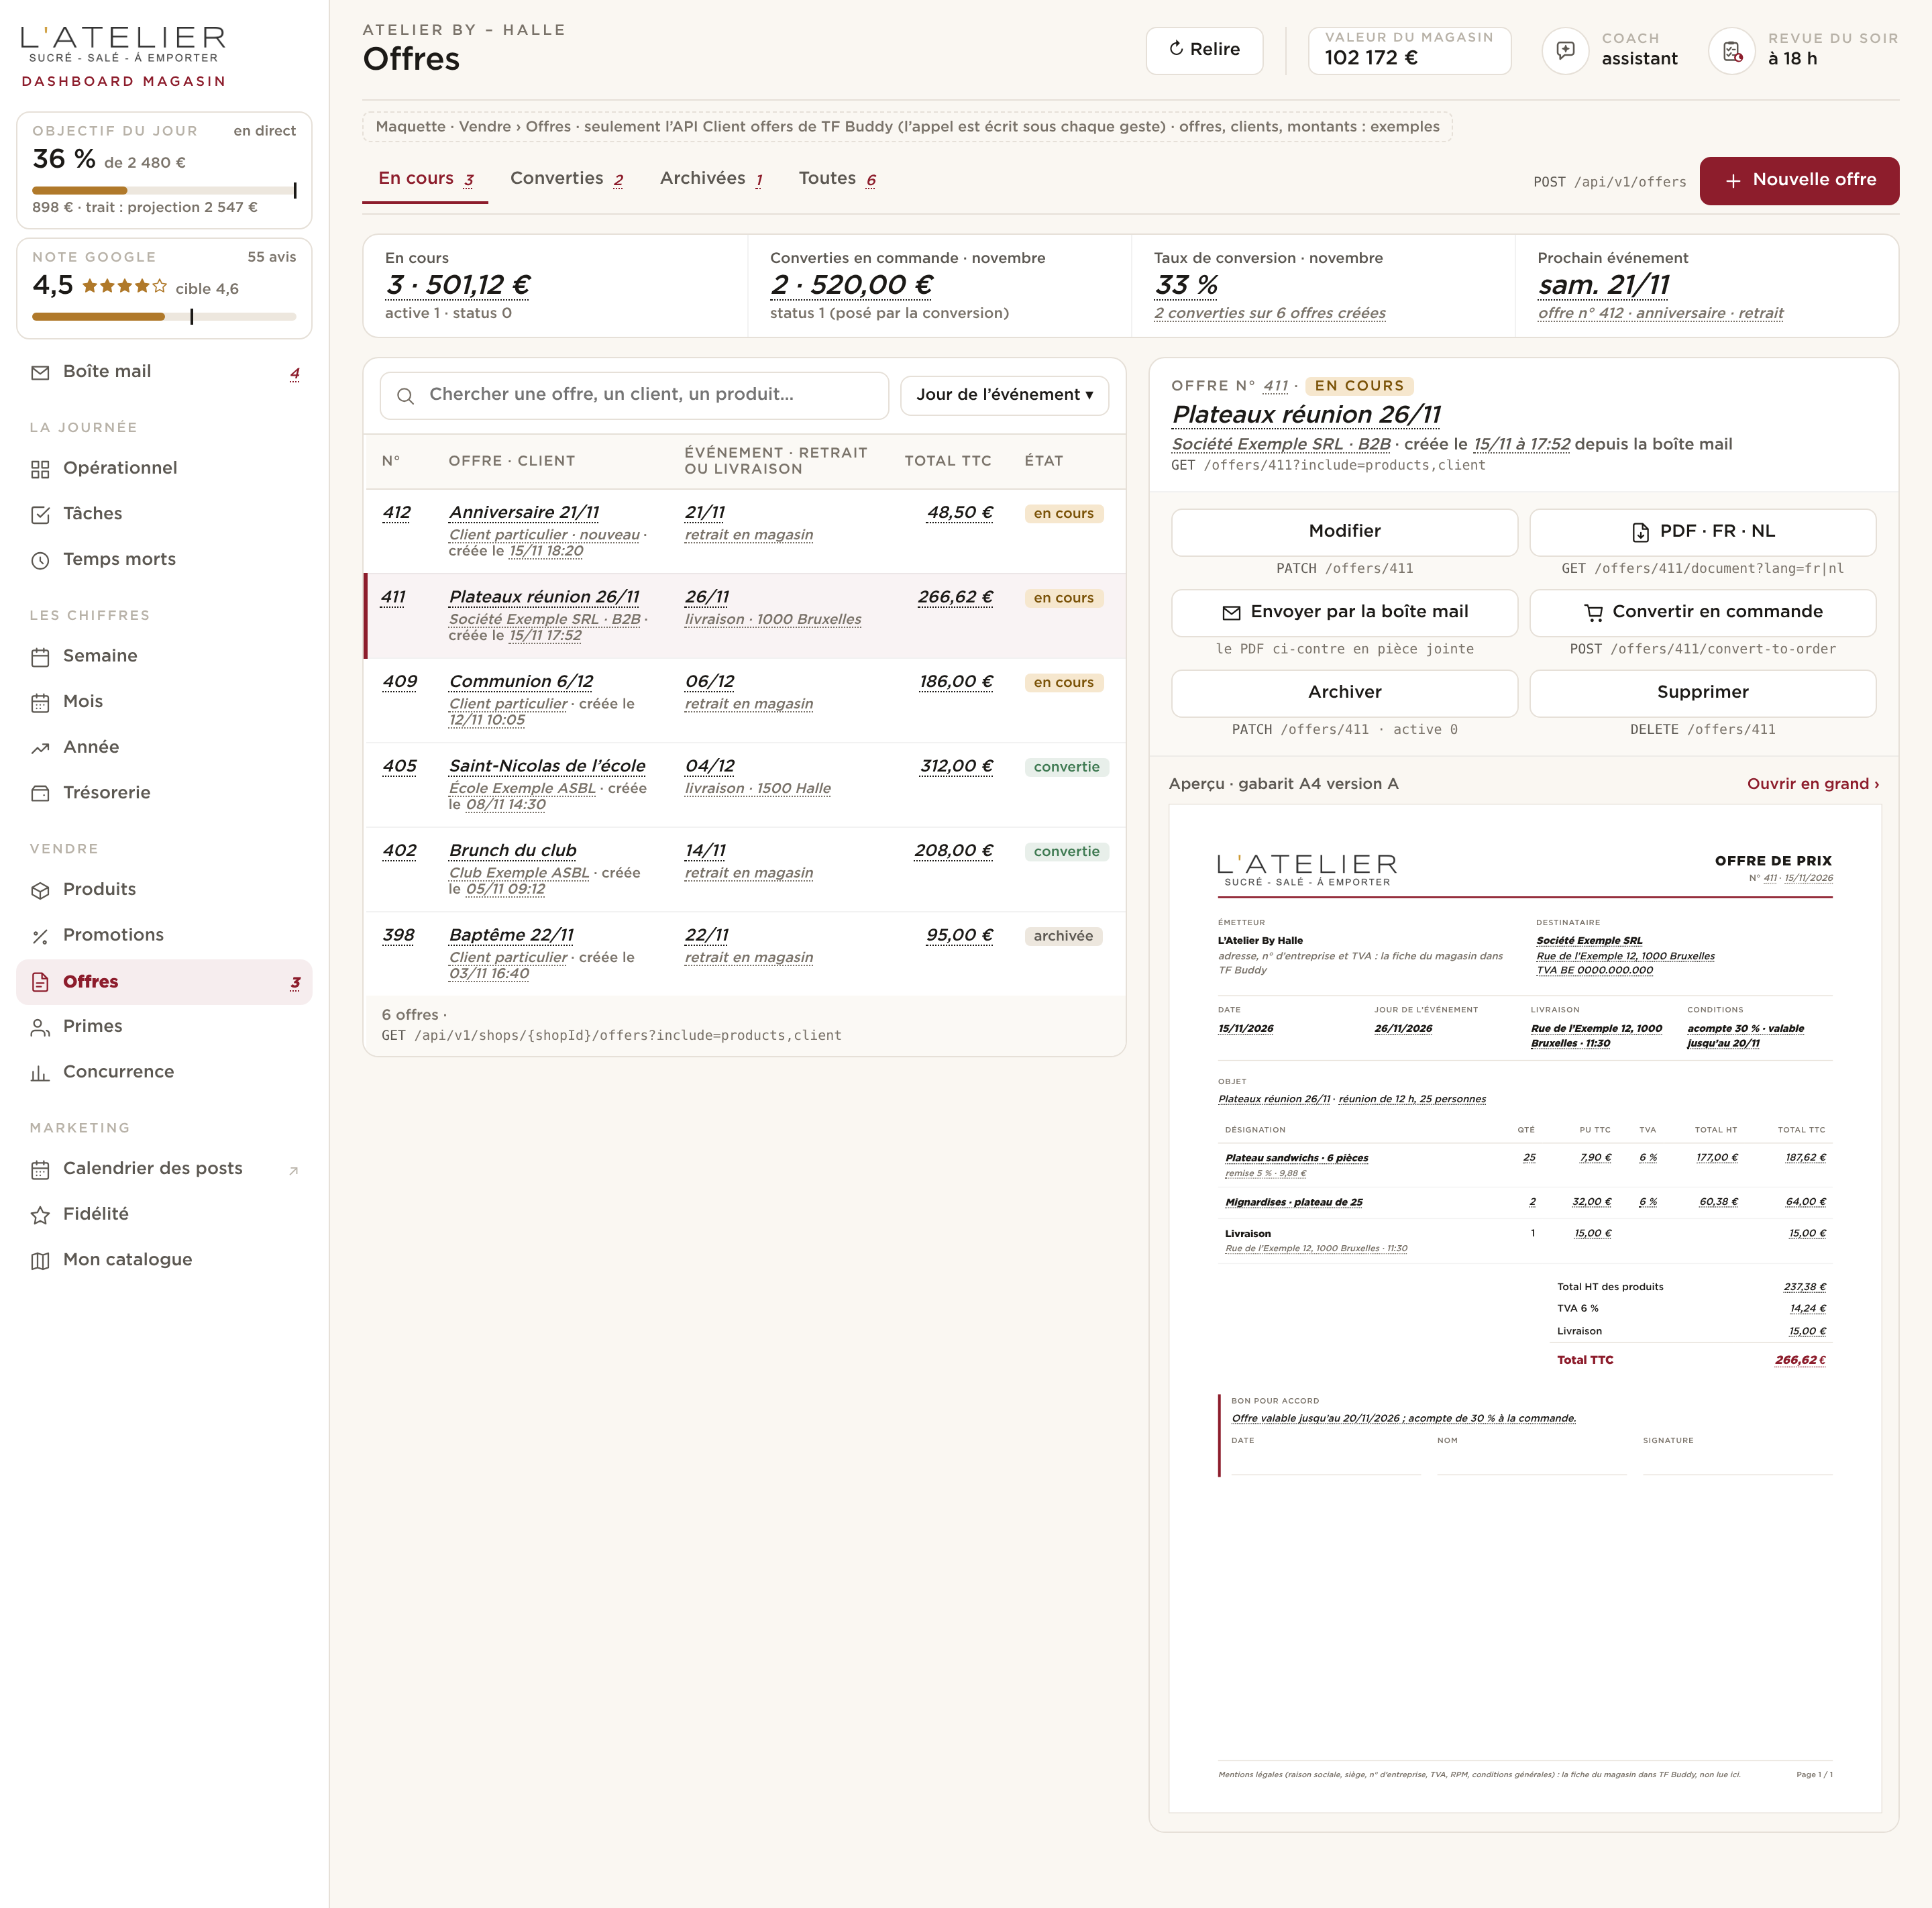 L'ATELIER
SUCRÉ - SALÉ - À EMPORTER
DASHBOARD MAGASIN
OBJECTIF DU JOUR en direct
36 % de 2 480 €
898 € · trait : projection 2 547 €
NOTE GOOGLE 55 avis
4,5 cible 4,6
Boîte mail 4
LA JOURNÉE
Opérationnel
Tâches
Temps morts
LES CHIFFRES
Semaine
Mois
Année
Trésorerie
VENDRE
Produits
Promotions
Offres 3
Primes
Concurrence
MARKETING
Calendrier des posts ↗
Fidélité
Mon catalogue
ATELIER BY – HALLE
Offres
Relire
VALEUR DU MAGASIN
102 172 €
COACH
assistant
REVUE DU SOIR
à 18 h
Maquette · Vendre › Offres · seulement l'API Client offers de TF Buddy (l'appel est écrit sous chaque geste) · offres, clients, montants : exemples
En cours 3 Converties 2 Archivées 1 Toutes 6
POST /api/v1/offers
+ Nouvelle offre
En cours
3 · 501,12 €
active 1 · status 0
Converties en commande · novembre
2 · 520,00 €
status 1 (posé par la conversion)
Taux de conversion · novembre
33 %
2 converties sur 6 offres créées
Prochain événement
sam. 21/11
offre n° 412 · anniversaire · retrait
Chercher une offre, un client, un produit...
Jour de l'événement ▾
N° OFFRE · CLIENT ÉVÉNEMENT · RETRAIT OU LIVRAISON TOTAL TTC ÉTAT
412 Anniversaire 21/11 21/11 48,50 € en cours
Client particulier · nouveau · retrait en magasin
créée le 15/11 18:20
411 Plateaux réunion 26/11 26/11 266,62 € en cours
Société Exemple SRL · B2B · livraison · 1000 Bruxelles
créée le 15/11 17:52
409 Communion 6/12 06/12 186,00 € en cours
Client particulier · créée le retrait en magasin
12/11 10:05
405 Saint-Nicolas de l'école 04/12 312,00 € convertie
École Exemple ASBL · créée livraison · 1500 Halle
le 08/11 14:30
402 Brunch du club 14/11 208,00 € convertie
Club Exemple ASBL · créée retrait en magasin
le 05/11 09:12
398 Baptême 22/11 22/11 95,00 € archivée
Client particulier · créée le retrait en magasin
03/11 16:40
6 offres ·
GET /api/v1/shops/{shopId}/offers?include=products,client
OFFRE N° 411 · EN COURS
Plateaux réunion 26/11
Société Exemple SRL · B2B · créée le 15/11 à 17:52 depuis la boîte mail
GET /offers/411?include=products,client
Modifier
PATCH /offers/411
PDF · FR · NL
GET /offers/411/document?lang=fr|nl
Envoyer par la boîte mail
le PDF ci-contre en pièce jointe
Convertir en commande
POST /offers/411/convert-to-order
Archiver
PATCH /offers/411 · active 0
Supprimer
DELETE /offers/411
Aperçu · gabarit A4 version A
Ouvrir en grand ›
L'ATELIER
SUCRÉ - SALÉ - À EMPORTER
OFFRE DE PRIX
N° 411 · 15/11/2026
ÉMETTEUR
L'Atelier By Halle
adresse, n° d'entreprise et TVA : la fiche du magasin dans
TF Buddy
DESTINATAIRE
Société Exemple SRL
Rue de l'Exemple 12, 1000 Bruxelles
TVA BE 0000.000.000
DATE
15/11/2026
JOUR DE L'ÉVÉNEMENT
26/11/2026
LIVRAISON
Rue de l'Exemple 12, 1000
Bruxelles · 11:30
CONDITIONS
acompte 30 % · valable
jusqu'au 20/11
OBJET
Plateaux réunion 26/11 · réunion de 12 h, 25 personnes
DÉSIGNATION QTÉ PU TTC TVA TOTAL HT TOTAL TTC
Plateau sandwichs · 6 pièces 25 7,90 € 6 % 177,00 € 187,62 €
remise 5 % · 9,88 €
Mignardises · plateau de 25 2 32,00 € 6 % 60,38 € 64,00 €
Livraison 1 15,00 € 15,00 €
Rue de l'Exemple 12, 1000 Bruxelles · 11:30
Total HT des produits 237,38 €
TVA 6 % 14,24 €
Livraison 15,00 €
Total TTC 266,62 €
BON POUR ACCORD
Offre valable jusqu'au 20/11/2026 ; acompte de 30 % à la commande.
DATE NOM SIGNATURE
Mentions légales (raison sociale, siège, n° d'entreprise, TVA, RPM, conditions générales) : la fiche du magasin dans TF Buddy, non lue ici.
Page 1 / 1